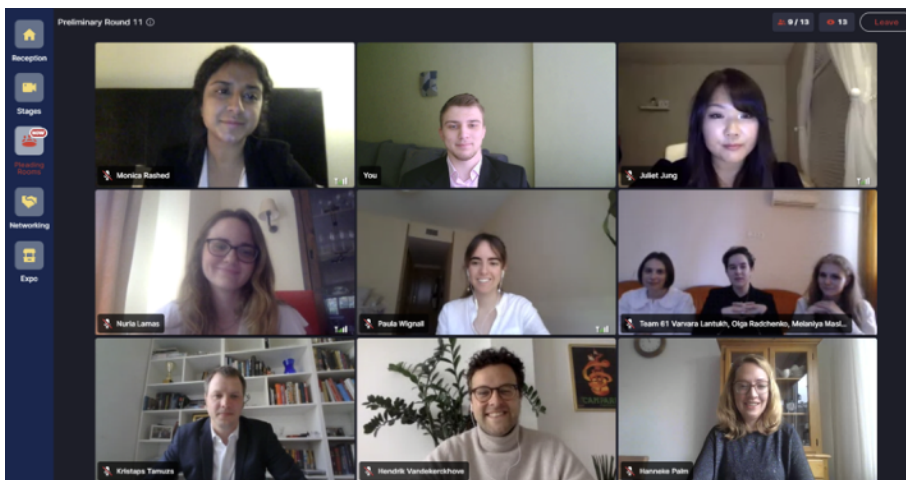 Preliminary Round 11
9 / 13
13
Leave
Reception
Stages
NOW
Pleading
Rooms
Networking
Expo
Monica Rashed
You
Juliet Jung
Nuria Lamas
Paula Wignall
Team 61 Varvara Lantukh, Olga Radchenko, Melaniya Masl...
Kristaps Tamuzs
Hendrik Vandekerckhove
Hanneke Palm